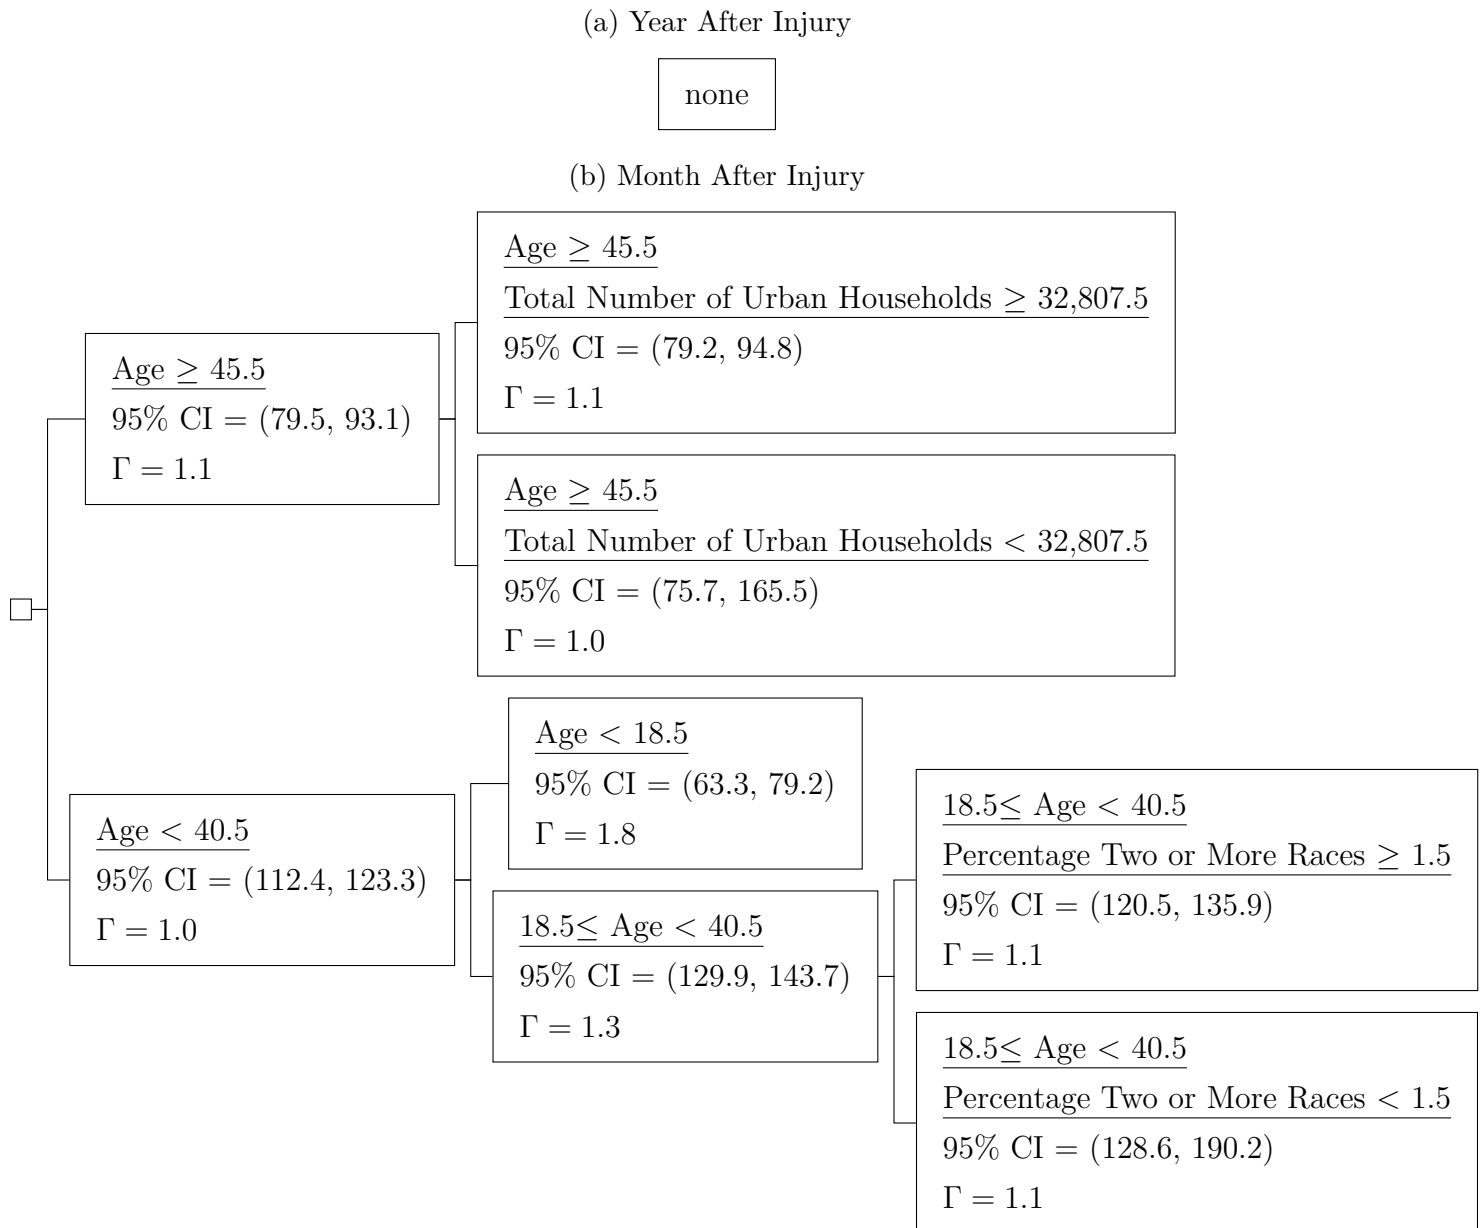 (a) Year After Injury
none
(b) Month After Injury
Age ≥ 45.5
95% CI = (79.5, 93.1)
Γ = 1.1
Age ≥ 45.5
Total Number of Urban Households ≥ 32,807.5
95% CI = (79.2, 94.8)
Γ = 1.1
Age ≥ 45.5
Total Number of Urban Households < 32,807.5
95% CI = (75.7, 165.5)
Γ = 1.0
Age < 40.5
95% CI = (112.4, 123.3)
Γ = 1.0
Age < 18.5
95% CI = (63.3, 79.2)
Γ = 1.8
18.5≤ Age < 40.5
95% CI = (129.9, 143.7)
Γ = 1.3
18.5≤ Age < 40.5
Percentage Two or More Races ≥ 1.5
95% CI = (120.5, 135.9)
Γ = 1.1
18.5≤ Age < 40.5
Percentage Two or More Races < 1.5
95% CI = (128.6, 190.2)
Γ = 1.1